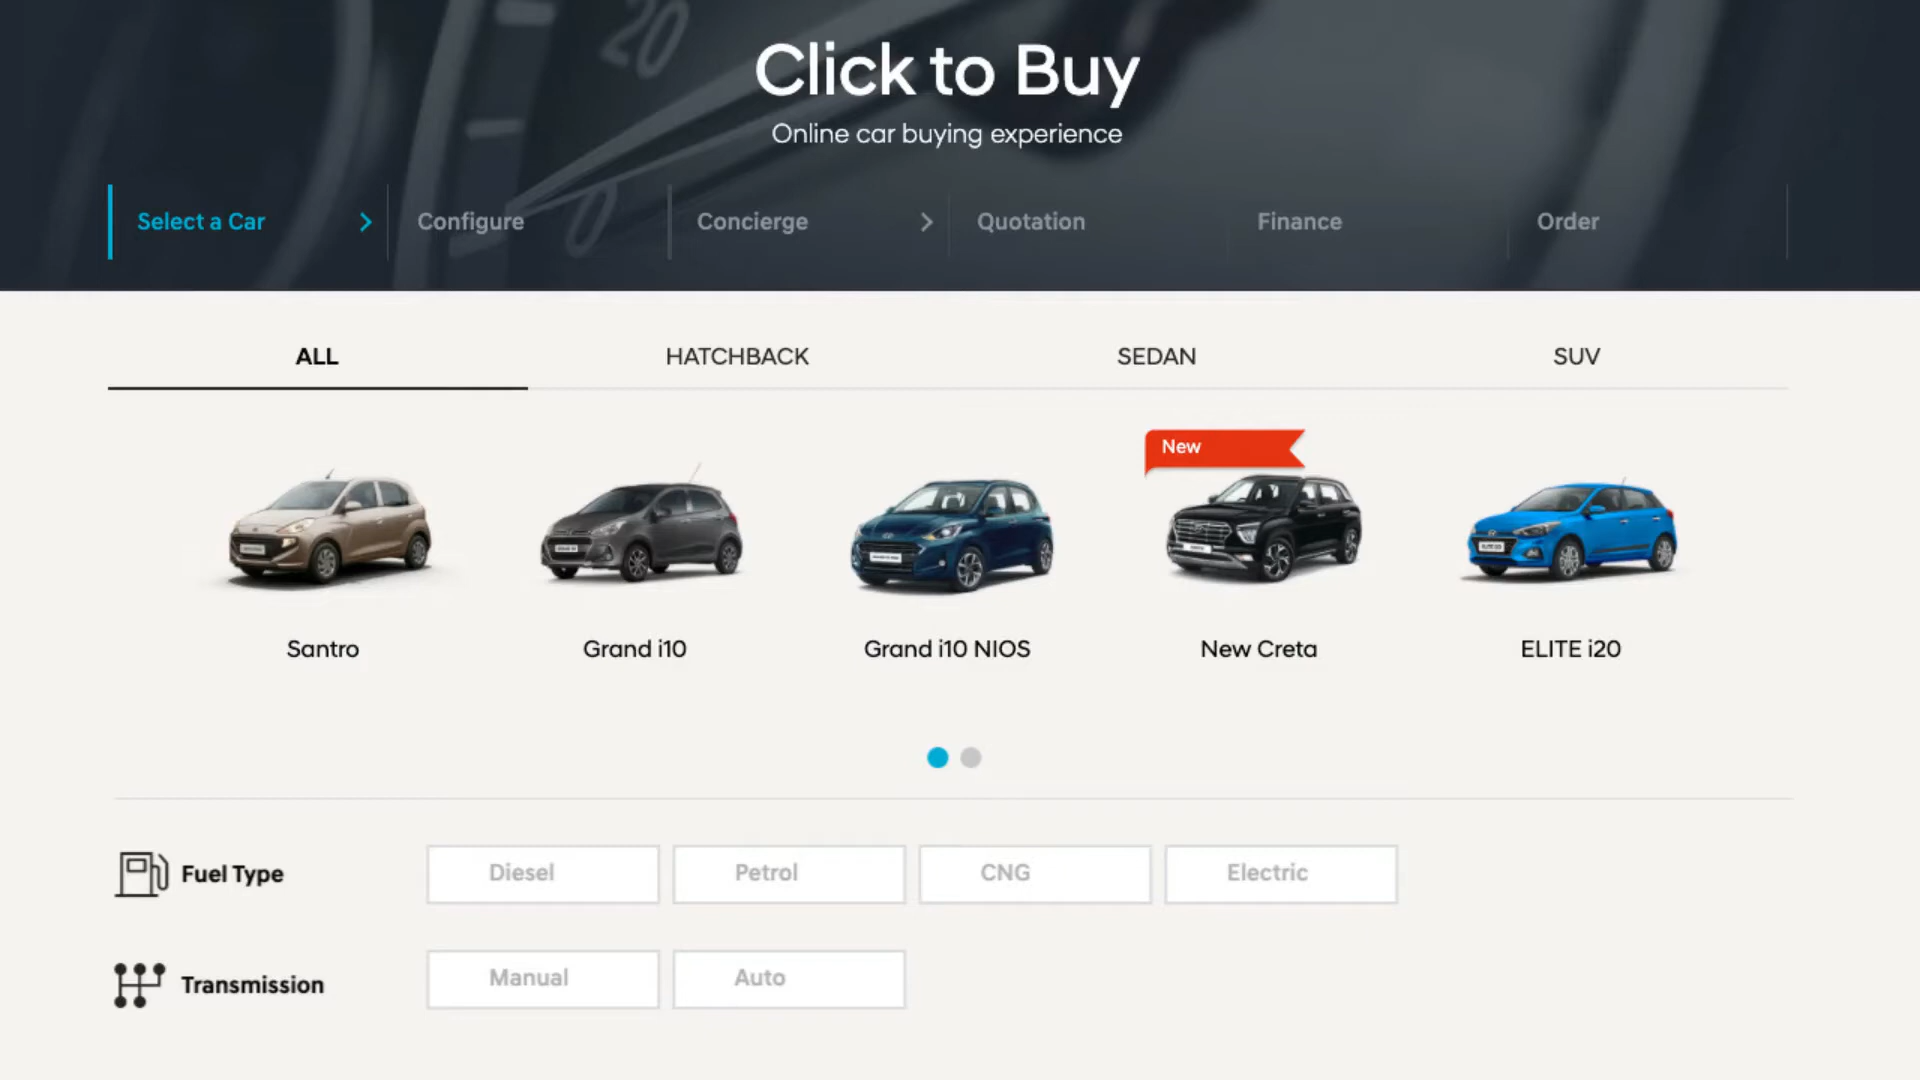 20
0
Click to Buy
Online car buying experience
Select a Car
Configure
Concierge
Quotation
Finance
Order
ALL
HATCHBACK
SEDAN
SUV
New
Santro
Grand i10
Grand i10 NIOS
New Creta
ELITE i20
Fuel Type
Diesel
Petrol
CNG
Electric
Transmission
Manual
Auto